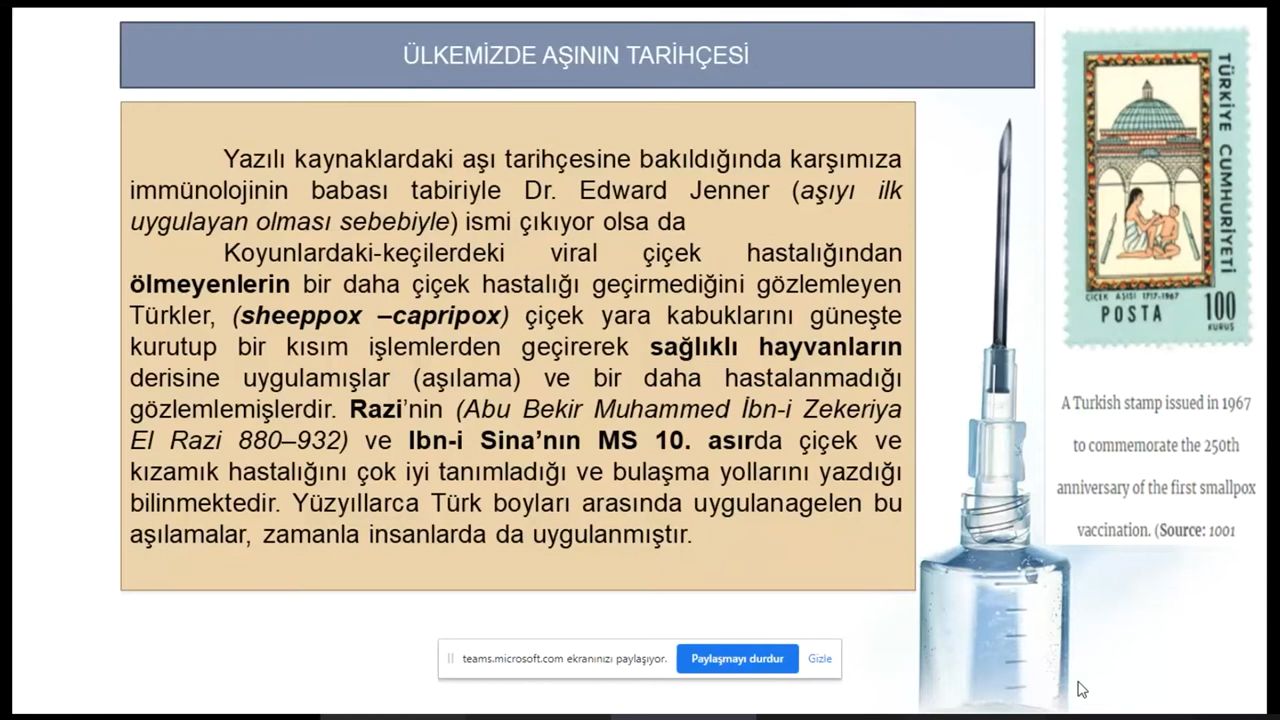 ÜLKEMİZDE AŞININ TARİHÇESİ
Yazılı kaynaklardaki aşı tarihçesine bakıldığında karşımıza
immünolojinin babası tabiriyle Dr. Edward Jenner (aşıyı ilk
uygulayan olması sebebiyle) ismi çıkıyor olsa da
Koyunlardaki-keçilerdeki viral çiçek hastalığından
ölmeyenlerin bir daha çiçek hastalığı geçirmediğini gözlemleyen
Türkler, (sheeppox –capripox) çiçek yara kabuklarını güneşte
kurutup bir kısım işlemlerden geçirerek sağlıklı hayvanların
derisine uygulamışlar (aşılama) ve bir daha hastalanmadığı
gözlemlemişlerdir. Razi’nin (Abu Bekir Muhammed İbn-i Zekeriya
El Razi 880–932) ve Ibn-i Sina’nın MS 10. asırda çiçek ve
kızamık hastalığını çok iyi tanımladığı ve bulaşma yollarını yazdığı
bilinmektedir. Yüzyıllarca Türk boyları arasında uygulanagelen bu
aşılamalar, zamanla insanlarda da uygulanmıştır.
TÜRKİYE CUMHURİYETİ
ÇİÇEK AŞISI 1717-1967
POSTA
100
KURUŞ
A Turkish stamp issued in 1967
to commemorate the 250th
anniversary of the first smallpox
vaccination. (Source: 1001
teams.microsoft.com ekranınızı paylaşıyor.
Paylaşmayı durdur
Gizle